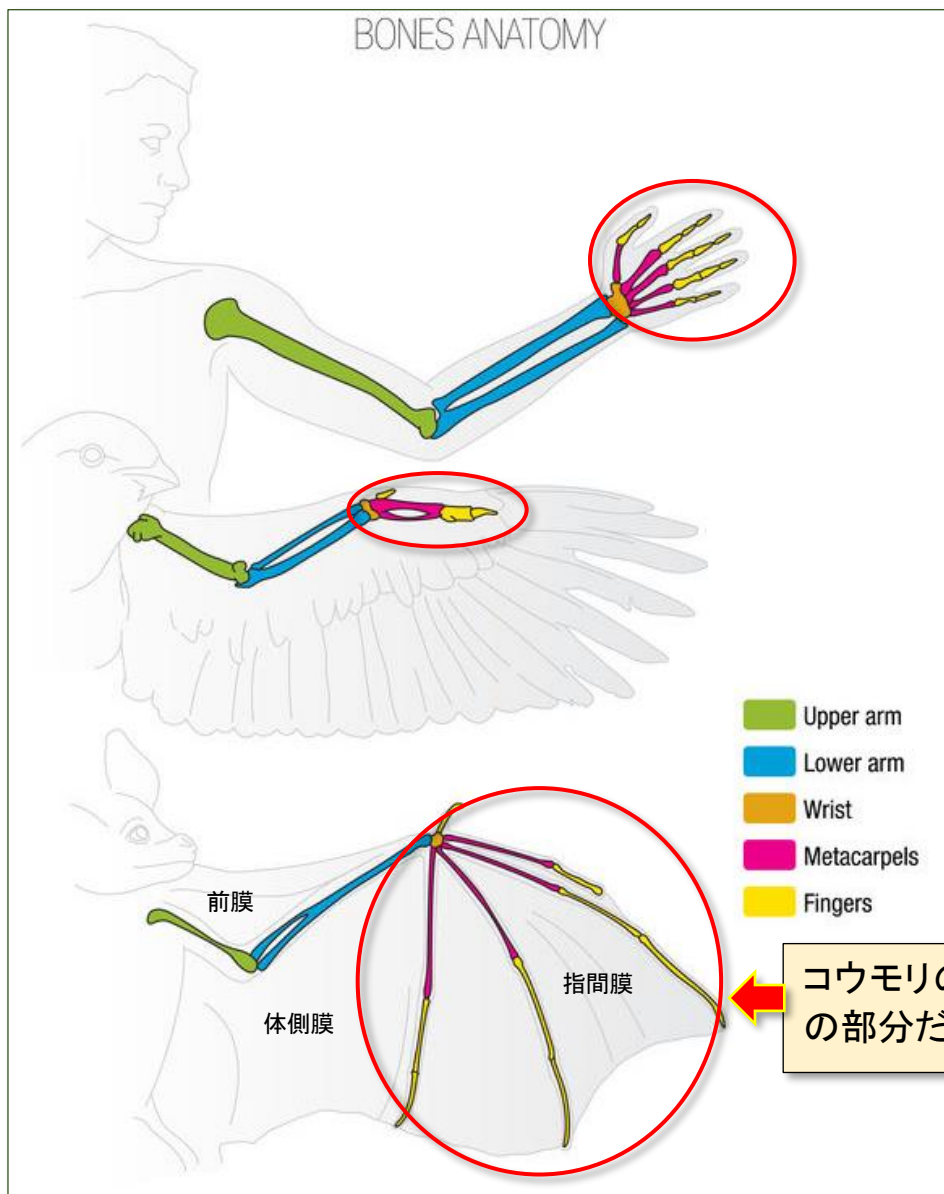 BONES ANATOMY
Upper arm
Lower arm
Wrist
Metacarpels
Fingers
前膜
指間膜
体側膜
コウモリの
の部分だ